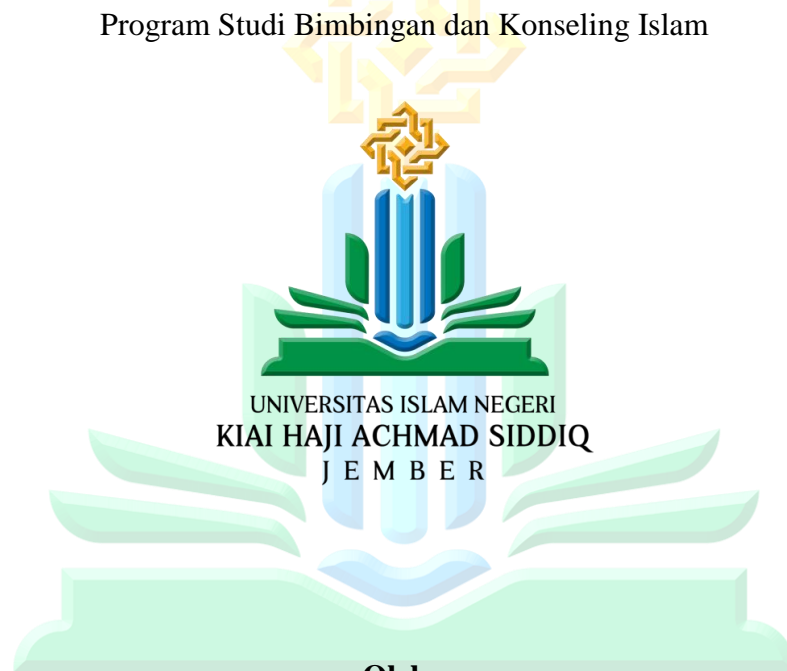 Program Studi Bimbingan dan Konseling Islam
UNIVERSITAS ISLAM NEGERI
KIAI HAJI ACHMAD SIDDIQ
J E M B E R